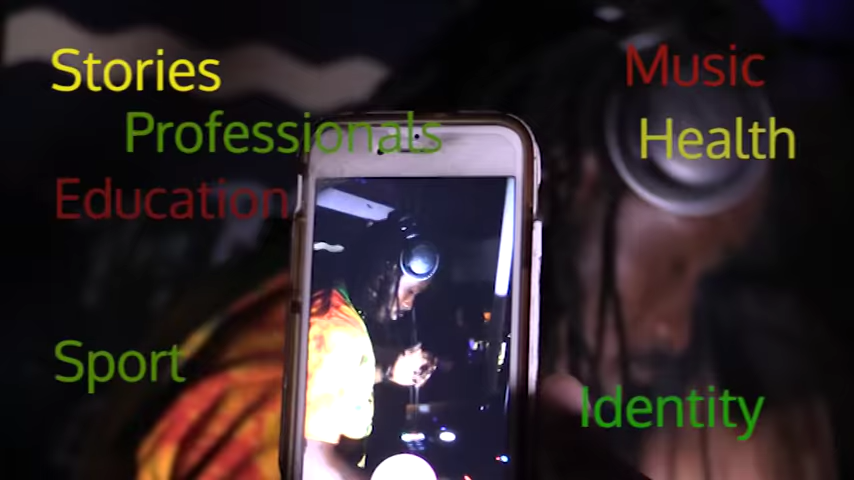 Stories
Music
Professionals
Health
Education
Sport
Identity